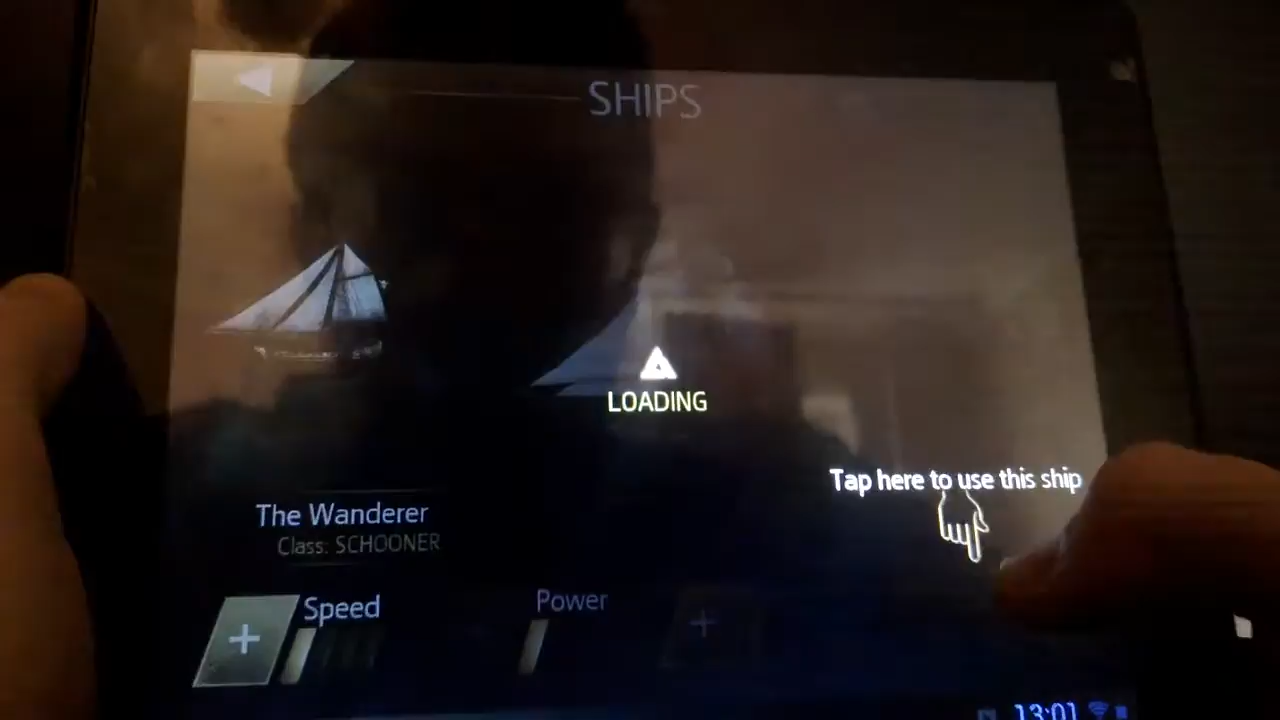 SHIPS
LOADING
Tap here to use this ship
The Wanderer
Class: SCHOONER
Speed
Power
+
+
13:01